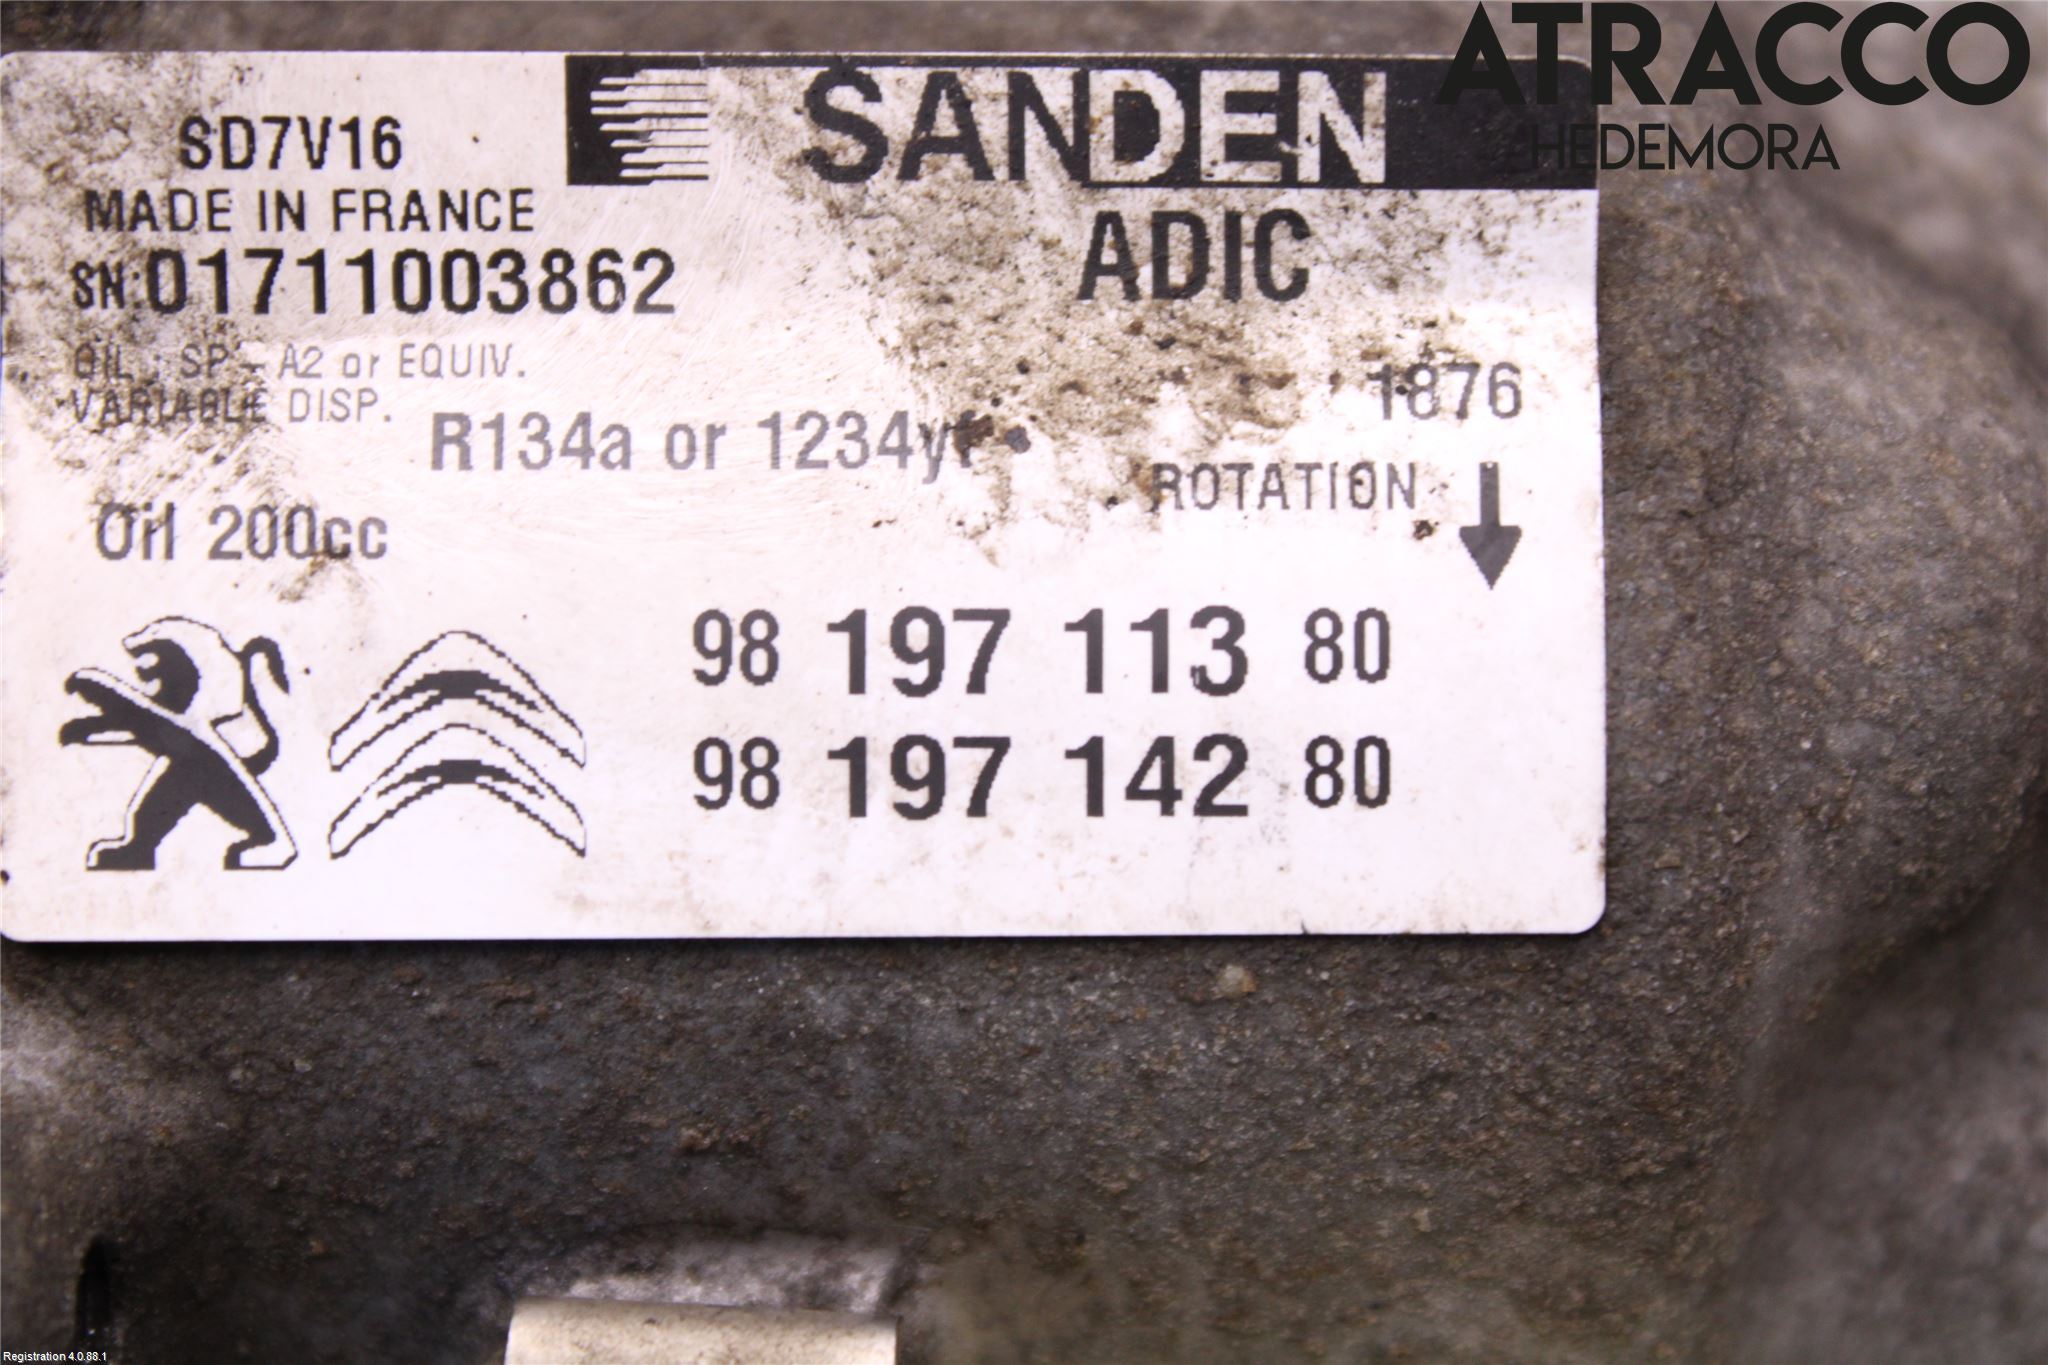 ATRACCO
HEDEMORA
SANDEN
SD7V16
MADE IN FRANCE
ADIC
SN:01711003862
OIL : SP - A2 or EQUIV.
VARIABLE DISP.
1876
R134a or 1234yf
ROTATION
Oil 200cc
98 197 113 80
98 197 142 80
Registration 4.0.88.1